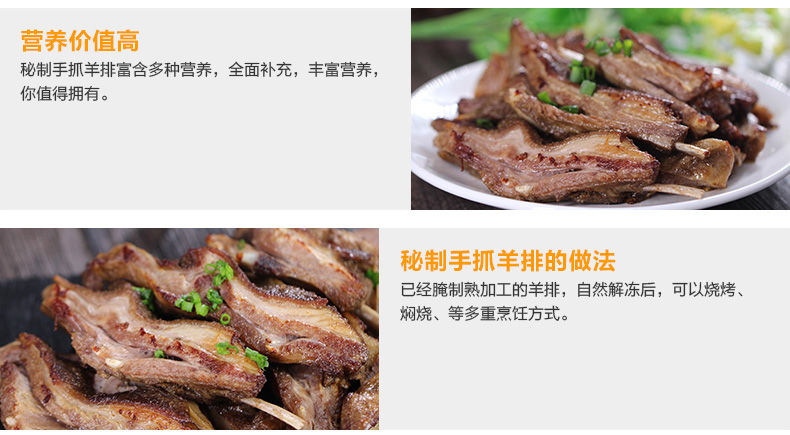 营养价值高
秘制手抓羊排富含多种营养，全面补充，丰富营养，
你值得拥有。
秘制手抓羊排的做法
已经腌制熟加工的羊排，自然解冻后，可以烧烤、
焖烧、等多重烹饪方式。